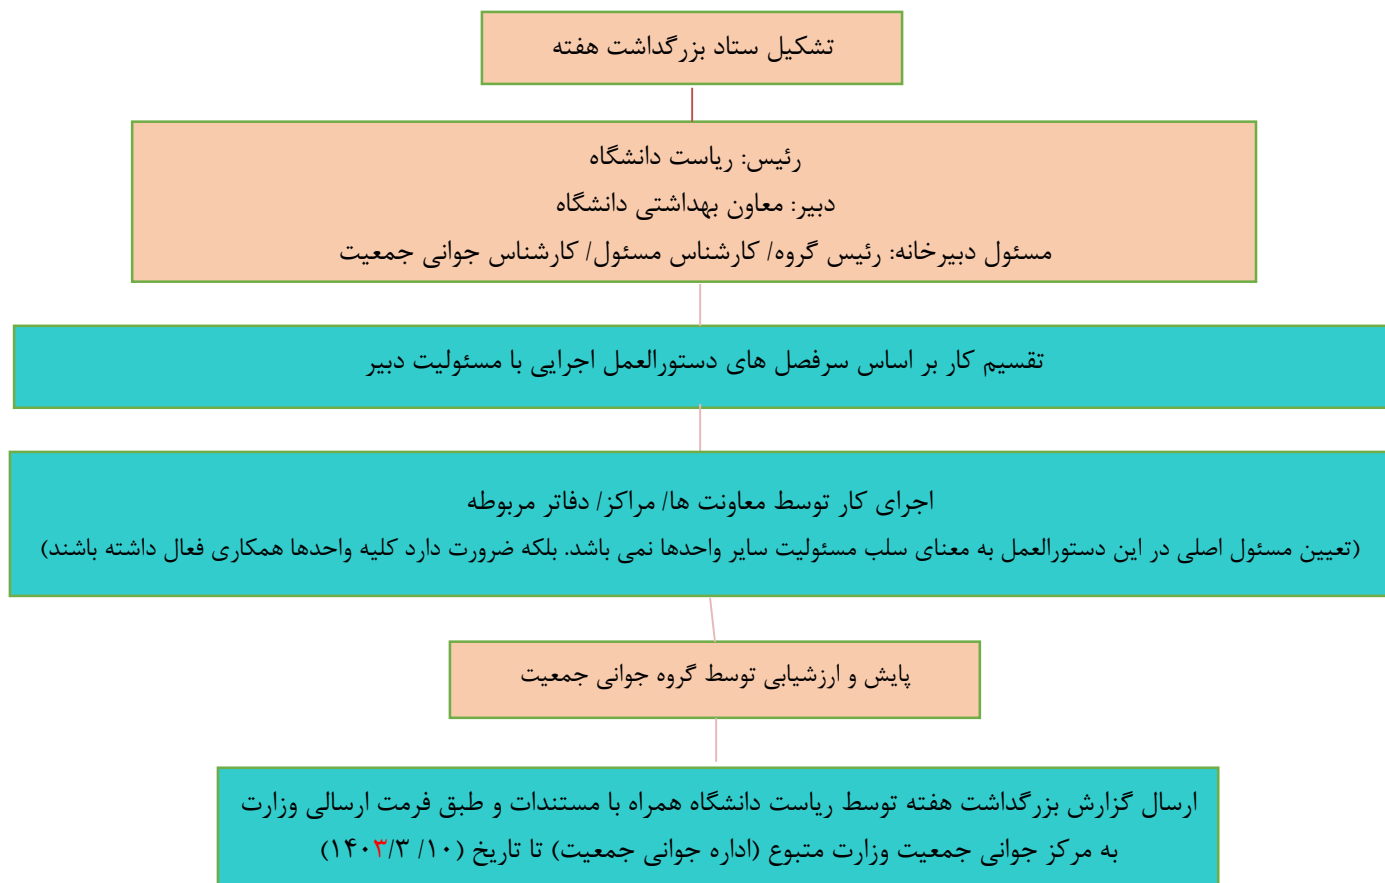 تشکیل ستاد بزرگداشت هفته
رئیس: ریاست دانشگاه
دبیر: معاون بهداشتی دانشگاه
مسئول دبیرخانه: رئیس گروه/ کارشناس مسئول/ کارشناس جوانی جمعیت
تقسیم کار بر اساس سرفصل های دستورالعمل اجرایی با مسئولیت دبیر
اجرای کار توسط معاونت ها/ مراکز/ دفاتر مربوطه
(تعیین مسئول اصلی در این دستورالعمل به معنای سلب مسئولیت سایر واحدها نمی باشد. بلکه ضرورت دارد کلیه واحدها همکاری فعال داشته باشند)
پایش و ارزشیابی توسط گروه جوانی جمعیت
ارسال گزارش بزرگداشت هفته توسط ریاست دانشگاه همراه با مستندات و طبق فرمت ارسالی وزارت
به مرکز جوانی جمعیت وزارت متبوع (اداره جوانی جمعیت) تا تاریخ (۱۰/ ۱۴۰۳/۳)